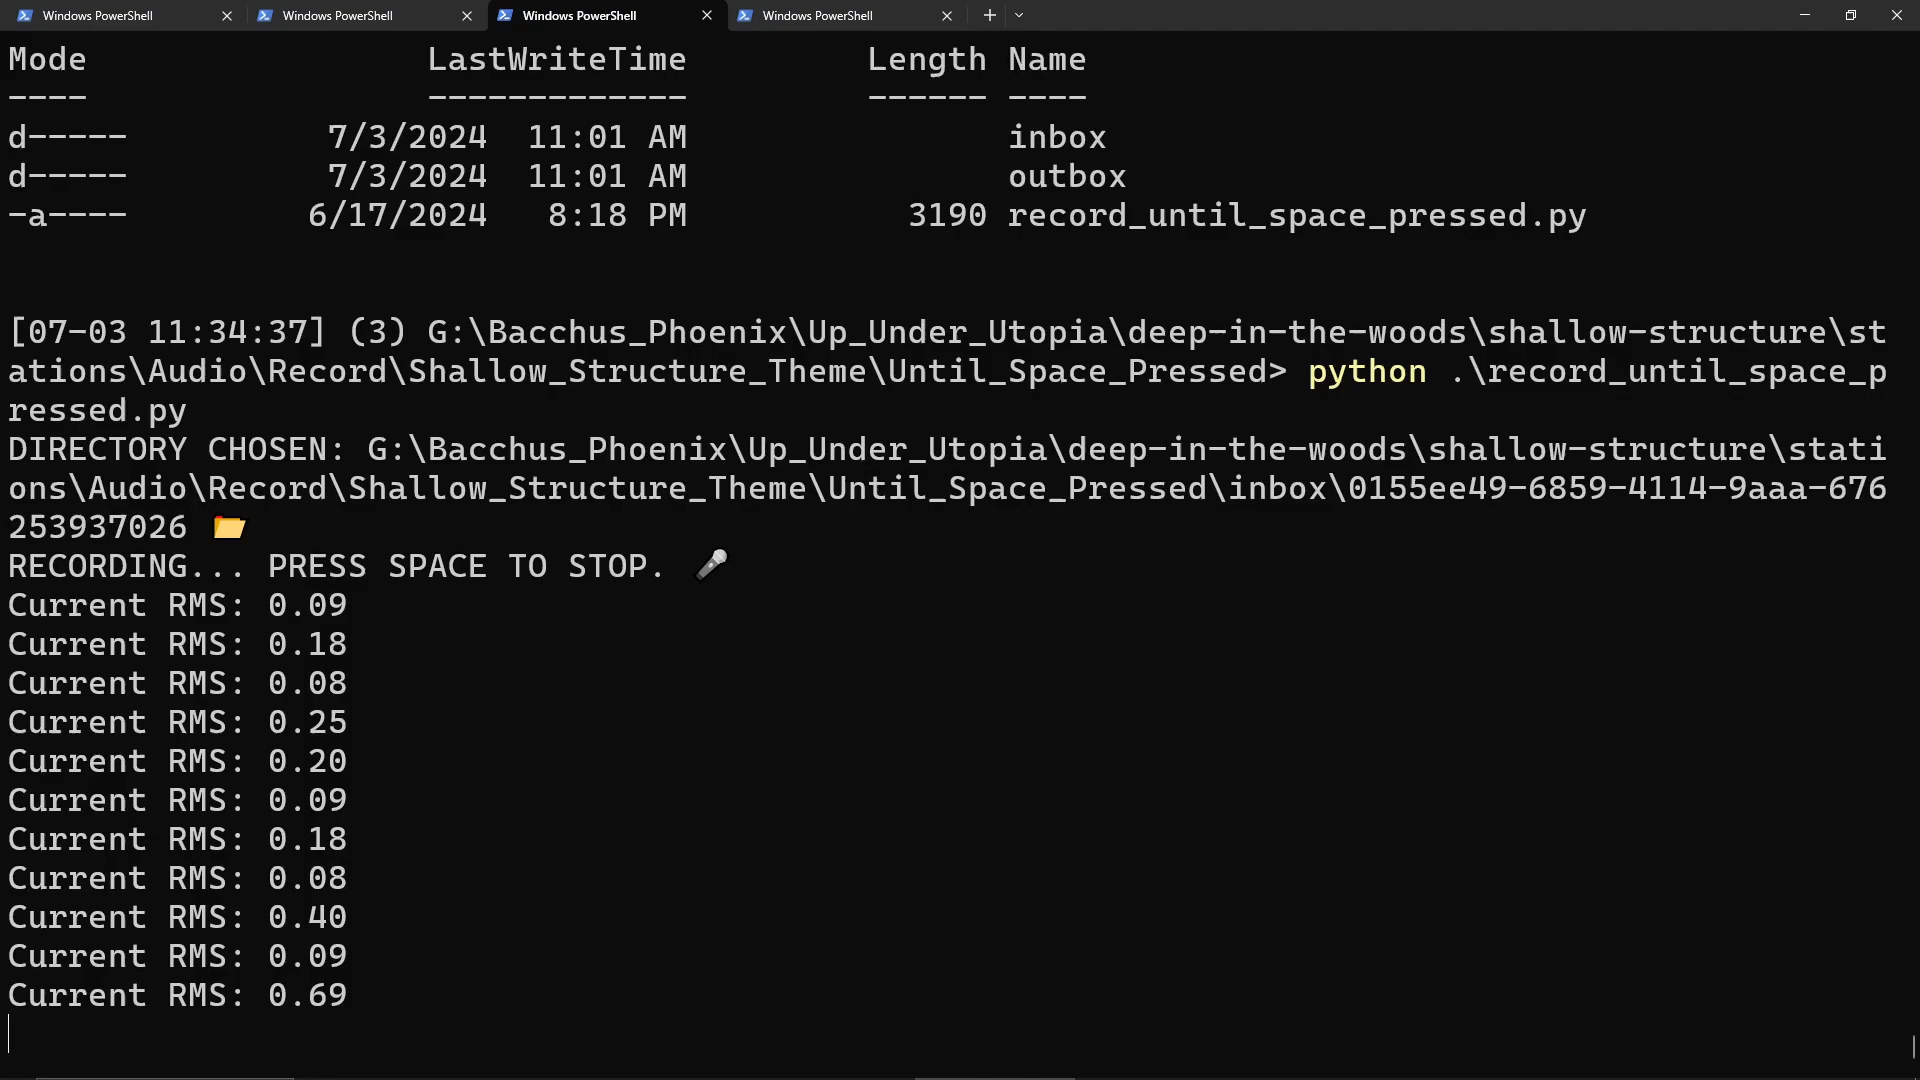 Windows PowerShell Windows PowerShell Windows PowerShell Windows PowerShell
Mode LastWriteTime Length Name
---- ------------- ------ ----
d----- 7/3/2024 11:01 AM inbox
d----- 7/3/2024 11:01 AM outbox
-a---- 6/17/2024 8:18 PM 3190 record_until_space_pressed.py
[07-03 11:34:37] (3) G:\Bacchus_Phoenix\Up_Under_Utopia\deep-in-the-woods\shallow-structure\st
ations\Audio\Record\Shallow_Structure_Theme\Until_Space_Pressed> python .\record_until_space_p
ressed.py
DIRECTORY CHOSEN: G:\Bacchus_Phoenix\Up_Under_Utopia\deep-in-the-woods\shallow-structure\stati
ons\Audio\Record\Shallow_Structure_Theme\Until_Space_Pressed\inbox\0155ee49-6859-4114-9aaa-676
253937026 📁
RECORDING... PRESS SPACE TO STOP. 🎤
Current RMS: 0.09
Current RMS: 0.18
Current RMS: 0.08
Current RMS: 0.25
Current RMS: 0.20
Current RMS: 0.09
Current RMS: 0.18
Current RMS: 0.08
Current RMS: 0.40
Current RMS: 0.09
Current RMS: 0.69